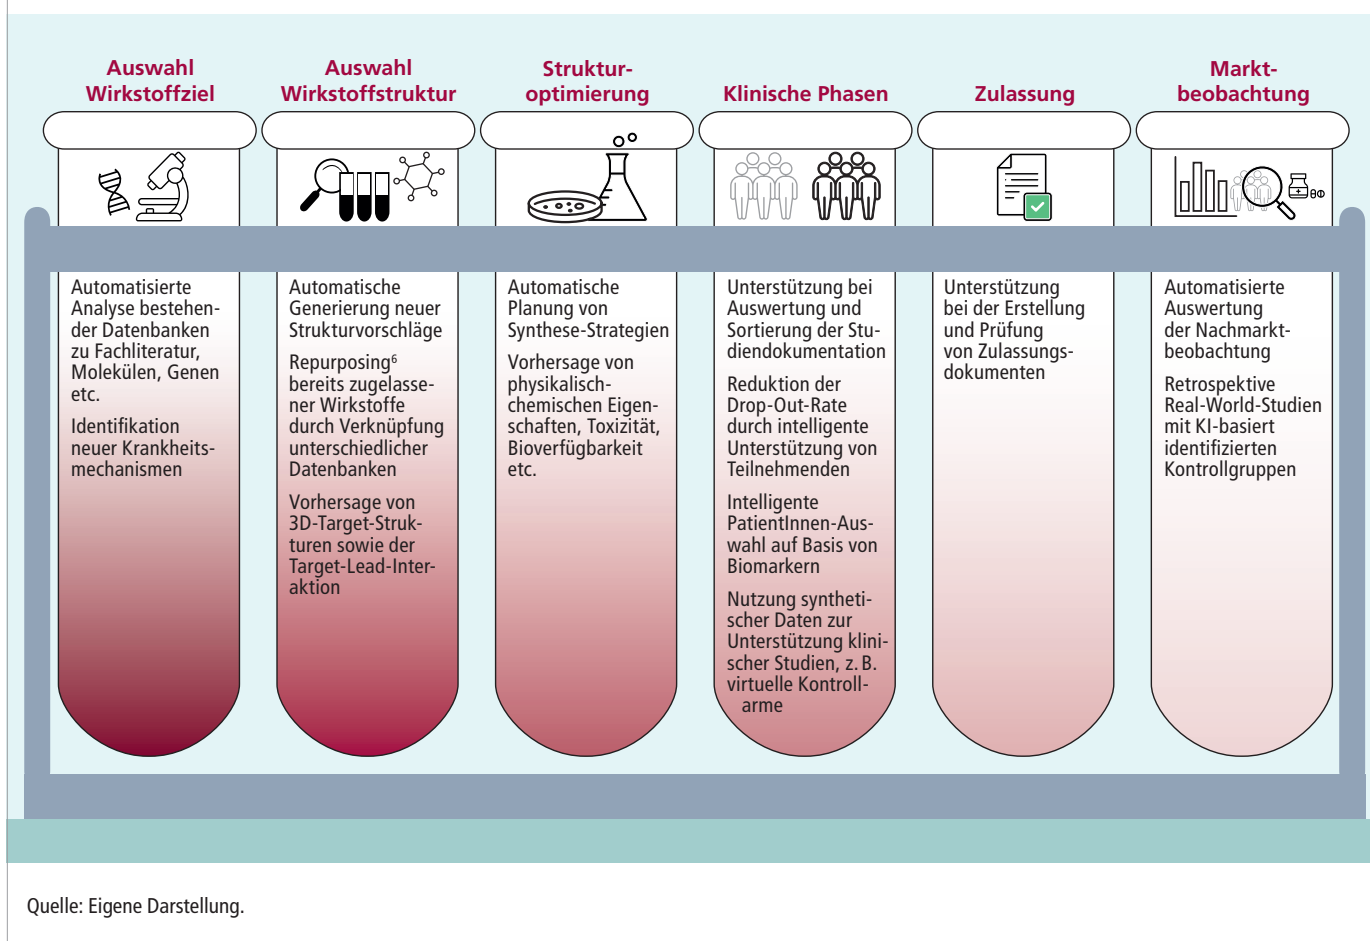 Auswahl
Wirkstoffziel
Auswahl
Wirkstoffstruktur
Struktur-
optimierung
Klinische Phasen
Zulassung
Markt-
beobachtung
Automatisierte
Analyse bestehen-
der Datenbanken
zu Fachliteratur,
Molekülen, Genen
etc.
Identifikation
neuer Krankheits-
mechanismen
Automatische
Generierung neuer
Strukturvorschläge
Repurposing⁶
bereits zugelasse-
ner Wirkstoffe
durch Verknüpfung
unterschiedlicher
Datenbanken
Vorhersage von
3D-Target-Struk-
turen sowie der
Target-Lead-Inter-
aktion
Automatische
Planung von
Synthese-Strategien
Vorhersage von
physikalisch-
chemischen Eigen-
schaften, Toxizität,
Bioverfügbarkeit
etc.
Unterstützung bei
Auswertung und
Sortierung der Stu-
diendokumentation
Reduktion der
Drop-Out-Rate
durch intelligente
Unterstützung von
Teilnehmenden
Intelligente
PatientInnen-Aus-
wahl auf Basis von
Biomarkern
Nutzung syntheti-
scher Daten zur
Unterstützung klini-
scher Studien, z. B.
virtuelle Kontroll-
arme
Unterstützung
bei der Erstellung
und Prüfung
von Zulassungs-
dokumenten
Automatisierte
Auswertung
der Nachmarkt-
beobachtung
Retrospektive
Real-World-Studien
mit KI-basiert
identifizierten
Kontrollgruppen
Quelle: Eigene Darstellung.